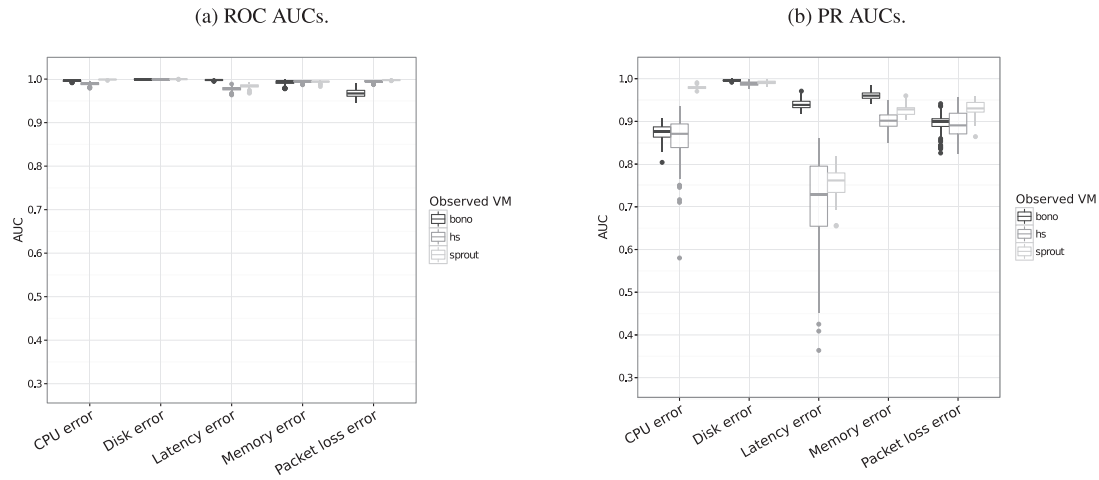 (a) ROC AUCs.
1.0
0.9
0.8
0.7
0.6
0.5
0.4
0.3
AUC
CPU error
Disk error
Latency error
Memory error
Packet loss error
Observed VM
bono
hs
sprout
(b) PR AUCs.
1.0
0.9
0.8
0.7
0.6
0.5
0.4
0.3
AUC
CPU error
Disk error
Latency error
Memory error
Packet loss error
Observed VM
bono
hs
sprout